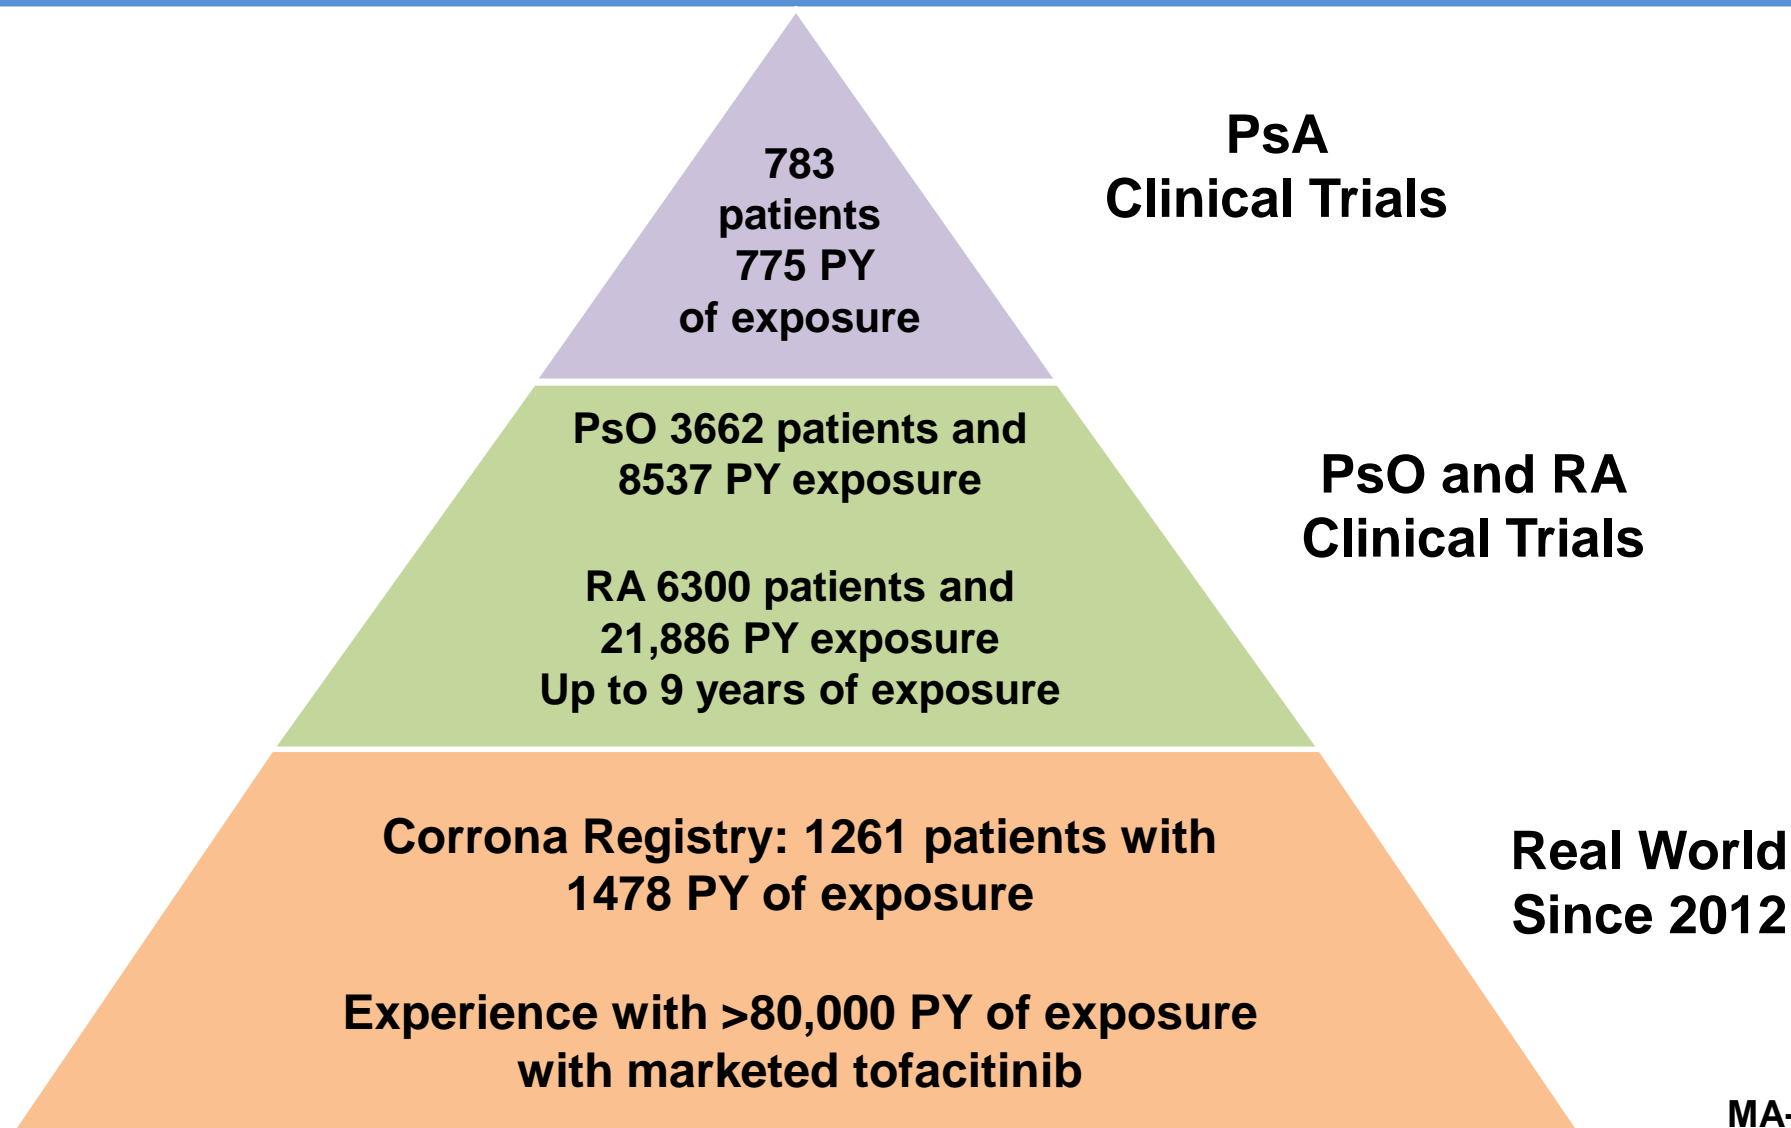 783
patients
775 PY
of exposure
PsA
Clinical Trials
PsO 3662 patients and
8537 PY exposure
RA 6300 patients and
21,886 PY exposure
Up to 9 years of exposure
PsO and RA
Clinical Trials
Corrona Registry: 1261 patients with
1478 PY of exposure
Experience with >80,000 PY of exposure
with marketed tofacitinib
Real World
Since 2012
MA-